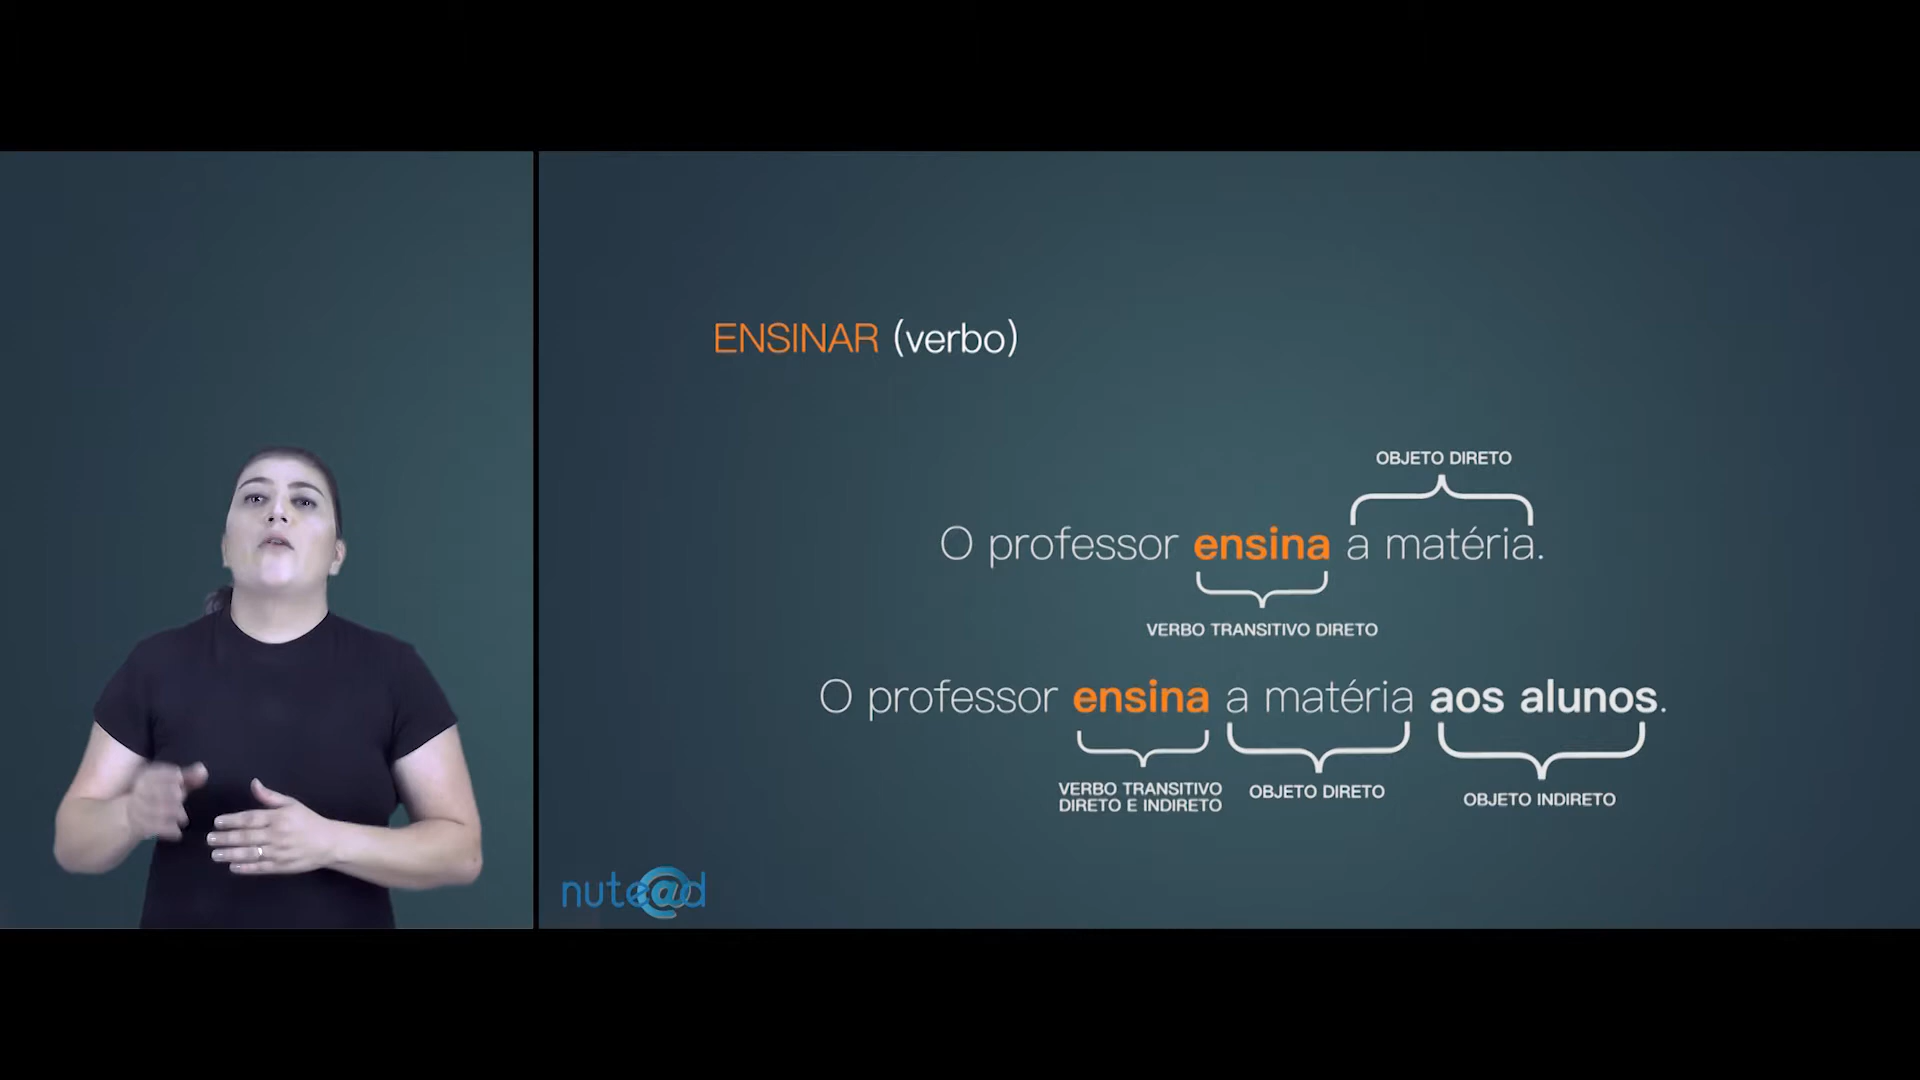 ENSINAR (verbo)
OBJETO DIRETO
O professor ensina a matéria.
VERBO TRANSITIVO DIRETO
O professor ensina a matéria aos alunos.
VERBO TRANSITIVO
DIRETO E INDIRETO
OBJETO DIRETO
OBJETO INDIRETO
nute@d